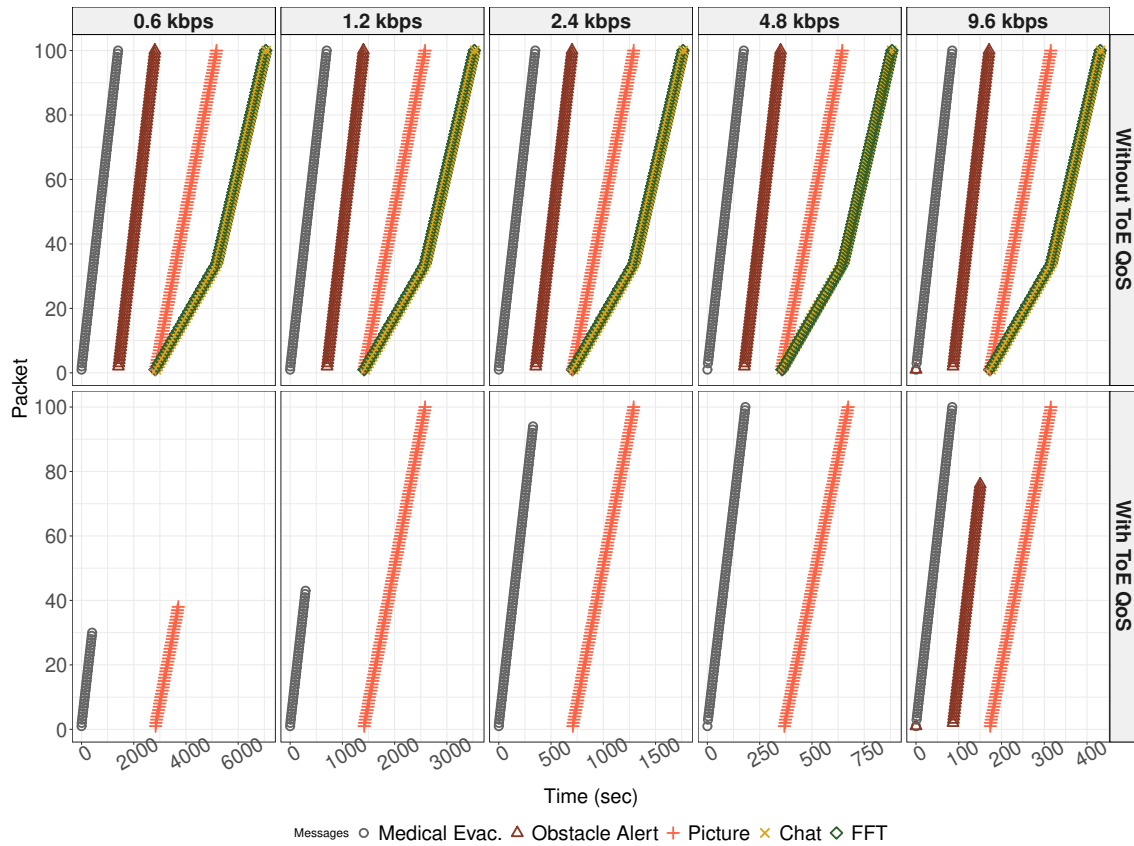 0.6 kbps 1.2 kbps 2.4 kbps 4.8 kbps 9.6 kbps
100
80
60
40
20
0
Without ToE QoS
Packet
100
80
60
40
20
0
With ToE QoS
0 2000 4000 6000 0 1000 2000 3000 0 500 1000 1500 0 250 500 750 0 100 200 300 400
Time (sec)
Messages Medical Evac. Obstacle Alert Picture Chat FFT